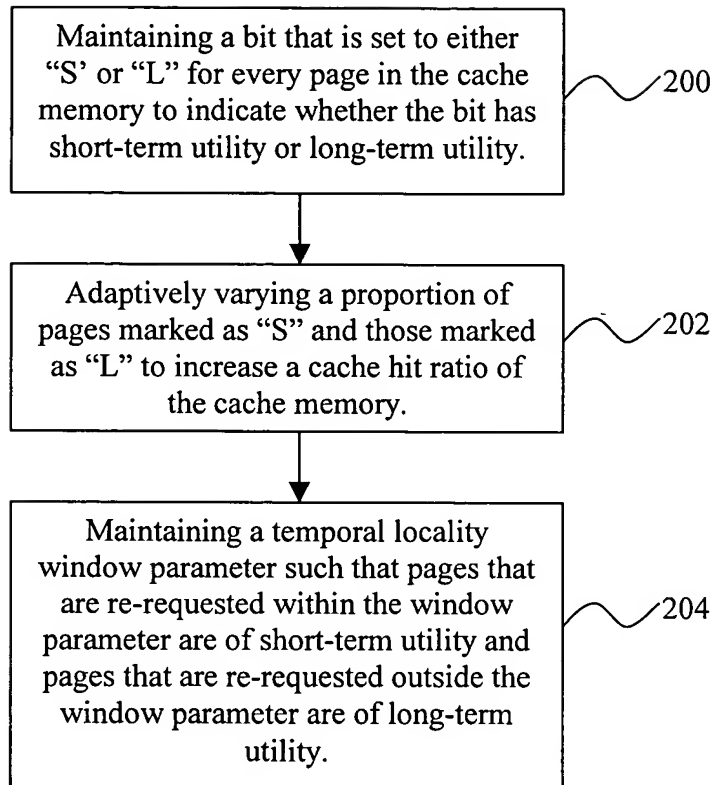 Maintaining a bit that is set to either
“S’ or “L” for every page in the cache
memory to indicate whether the bit has
short-term utility or long-term utility.
200
Adaptively varying a proportion of
pages marked as “S” and those marked
as “L” to increase a cache hit ratio of
the cache memory.
202
Maintaining a temporal locality
window parameter such that pages that
are re-requested within the window
parameter are of short-term utility and
pages that are re-requested outside the
window parameter are of long-term
utility.
204